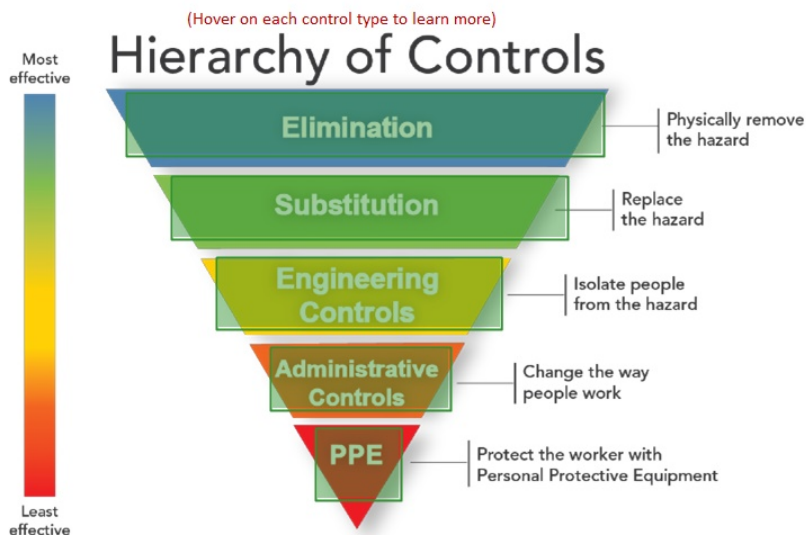 (Hover on each control type to learn more)
Hierarchy of Controls
Most
effective
Elimination
Physically remove
the hazard
Substitution
Replace
the hazard
Engineering
Controls
Isolate people
from the hazard
Administrative
Controls
Change the way
people work
PPE
Protect the worker with
Personal Protective Equipment
Least
effective